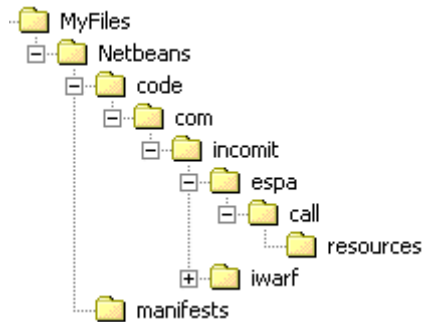 MyFiles
Netbeans
code
com
incomit
espa
call
resources
iwarf
manifests